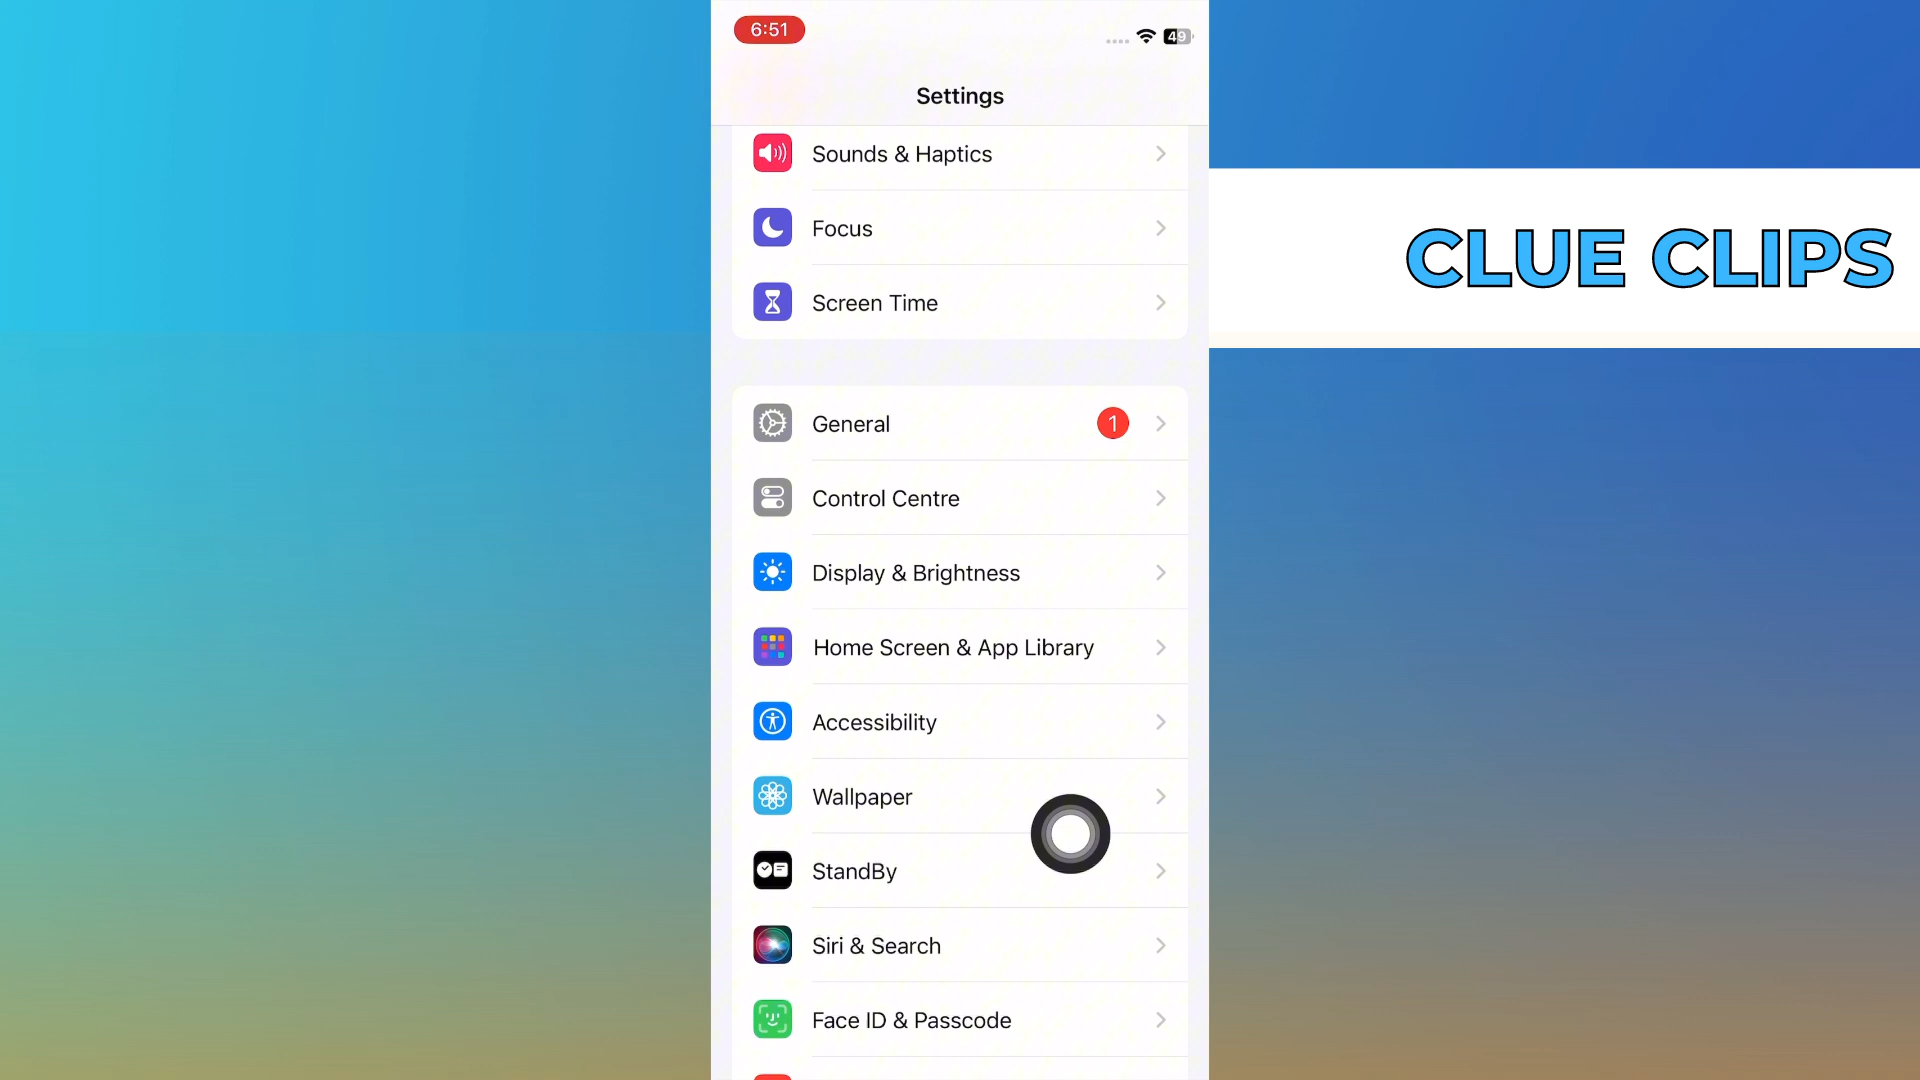 6:51
49
Settings
Sounds & Haptics
Focus
Screen Time
General 1
Control Centre
Display & Brightness
Home Screen & App Library
Accessibility
Wallpaper
StandBy
Siri & Search
Face ID & Passcode
CLUE CLIPS